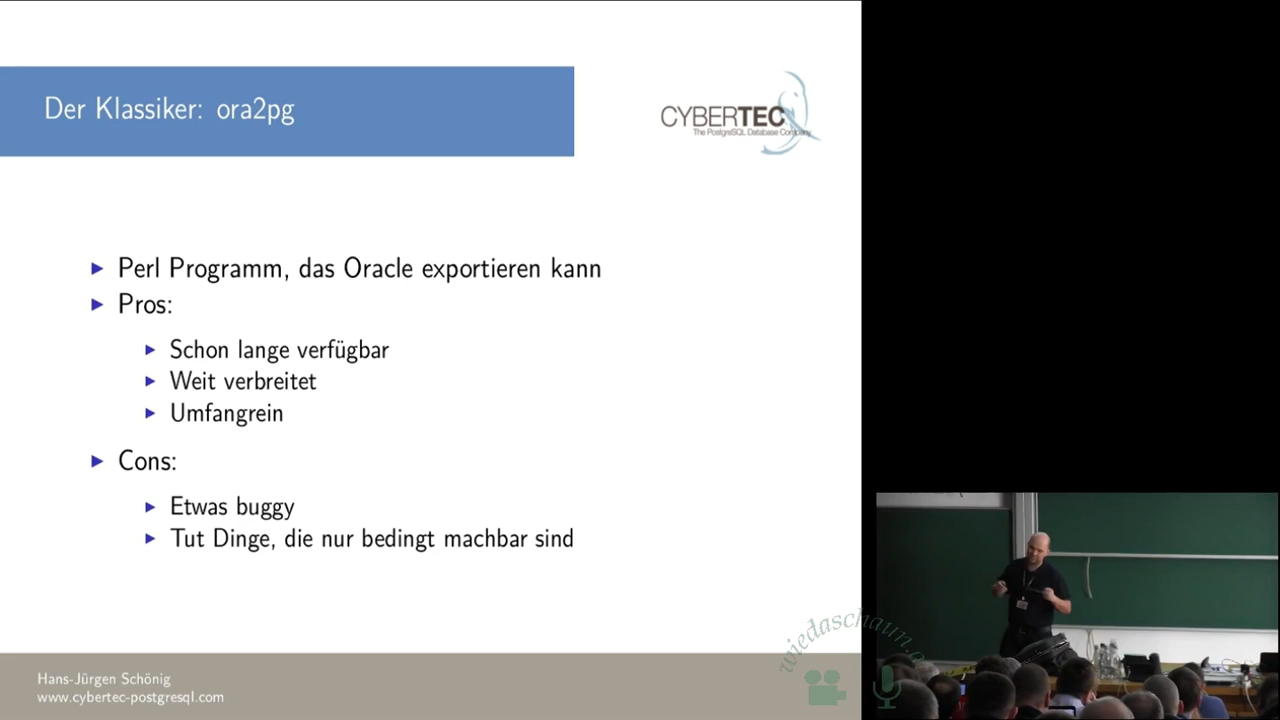 Der Klassiker: ora2pg
CYBERTEC
The PostgreSQL Database Company
Perl Programm, das Oracle exportieren kann
Pros:
Schon lange verfügbar
Weit verbreitet
Umfangrein
Cons:
Etwas buggy
Tut Dinge, die nur bedingt machbar sind
Hans-Jürgen Schönig
www.cybertec-postgresql.com
wiedaschaun.